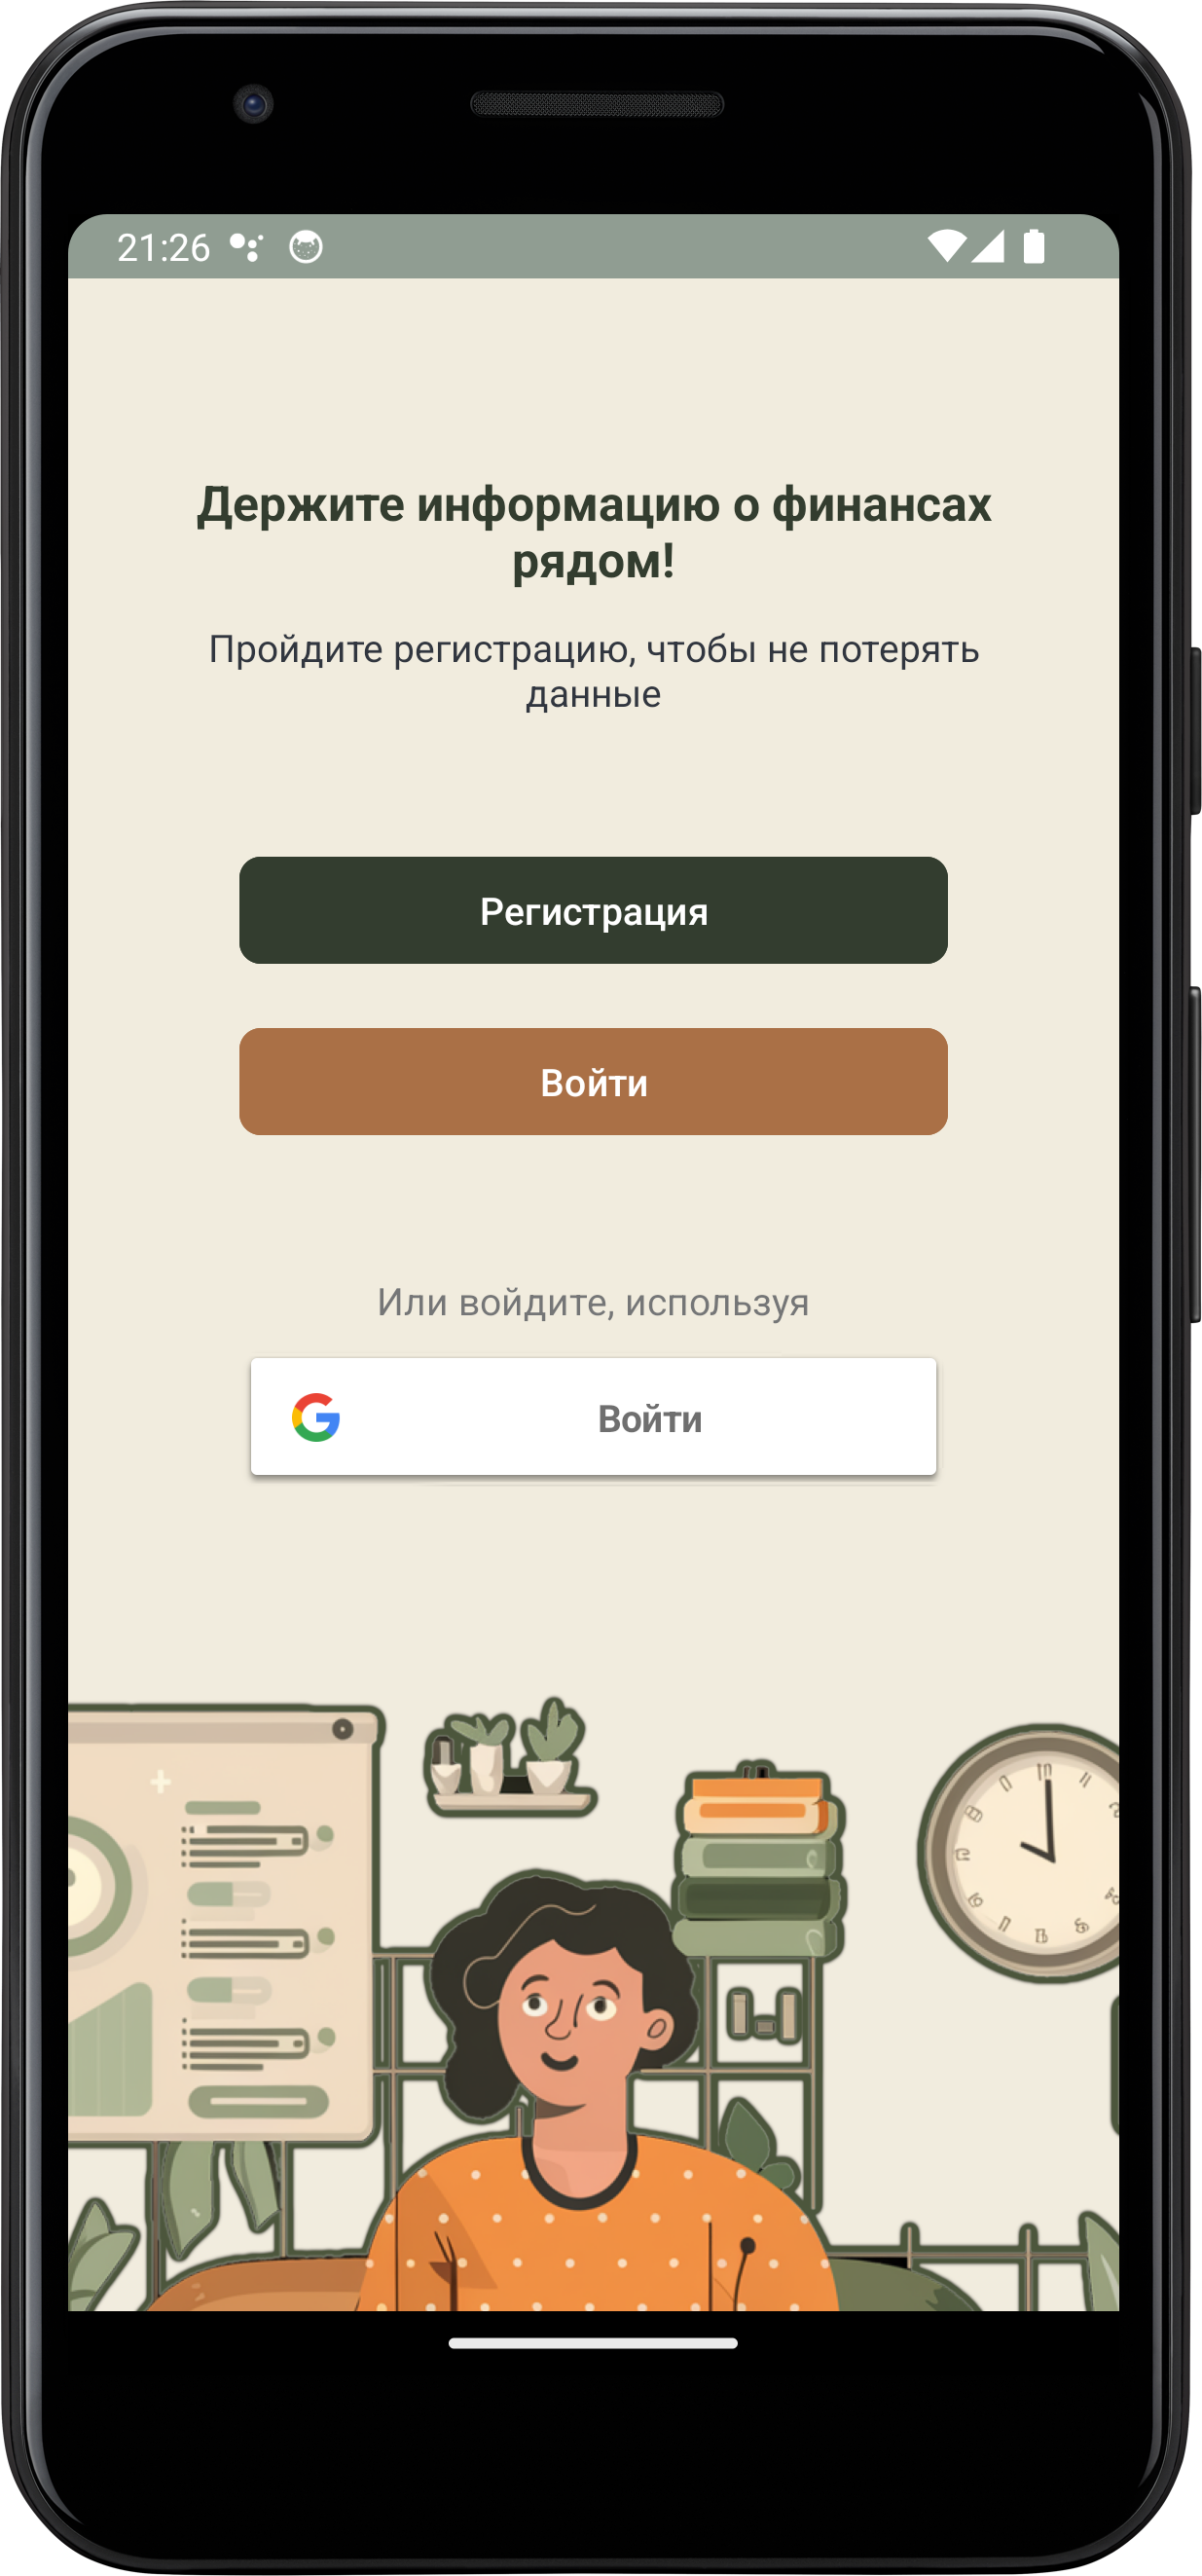 21:26
Держите информацию о финансах
рядом!
Пройдите регистрацию, чтобы не потерять
данные
Регистрация
Войти
Или войдите, используя
Войти